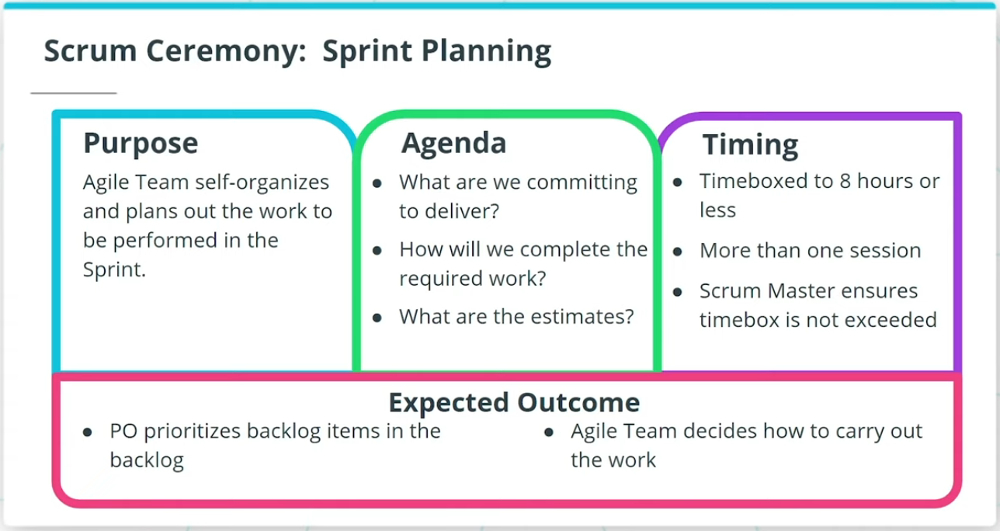 Scrum Ceremony: Sprint Planning
Purpose
Agile Team self-organizes
and plans out the work to
be performed in the
Sprint.
Agenda
● What are we committing
to deliver?
● How will we complete the
required work?
● What are the estimates?
Timing
● Timeboxed to 8 hours or
less
● More than one session
● Scrum Master ensures
timebox is not exceeded
Expected Outcome
● PO prioritizes backlog items in the
backlog
● Agile Team decides how to carry out
the work